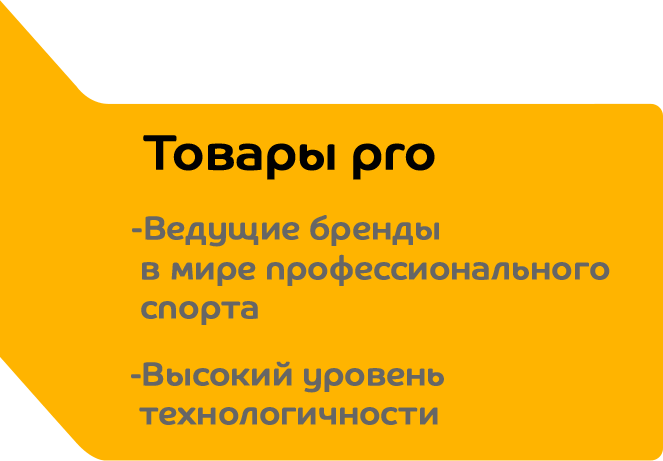 Товары pro
-Ведущие бренды
в мире профессионального
спорта
-Высокий уровень
технологичности